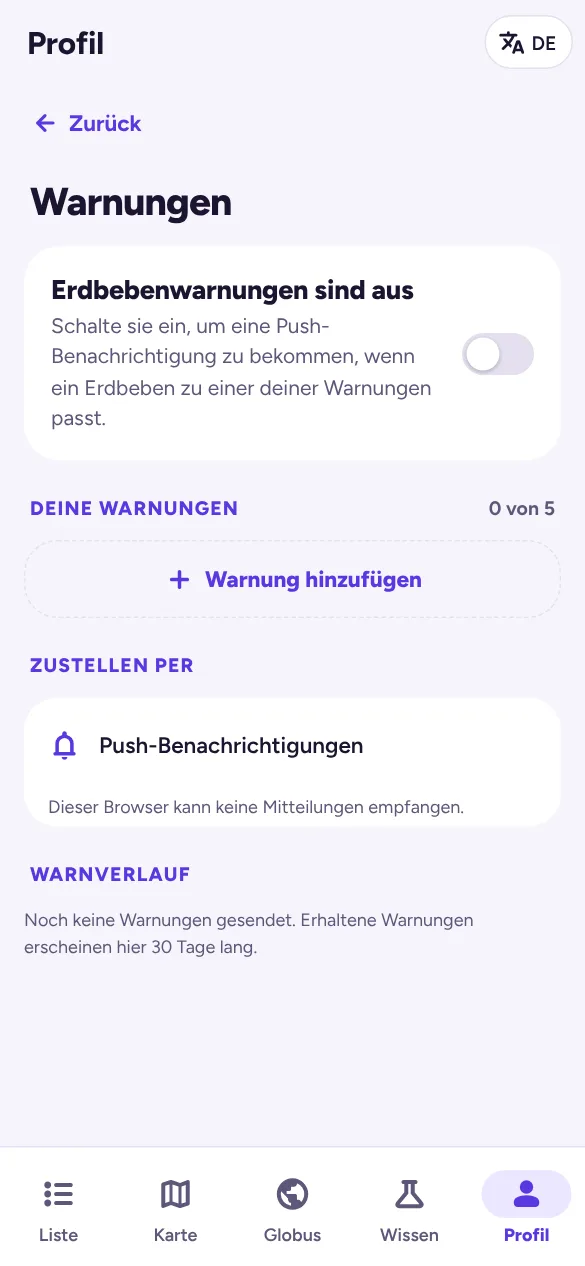 Profil
DE
Zurück
Warnungen
Erdbebenwarnungen sind aus
Schalte sie ein, um eine Push-
Benachrichtigung zu bekommen, wenn
ein Erdbeben zu einer deiner Warnungen
passt.
DEINE WARNUNGEN
0 von 5
Warnung hinzufügen
ZUSTELLEN PER
Push-Benachrichtigungen
Dieser Browser kann keine Mitteilungen empfangen.
WARNVERLAUF
Noch keine Warnungen gesendet. Erhaltene Warnungen
erscheinen hier 30 Tage lang.
Liste
Karte
Globus
Wissen
Profil